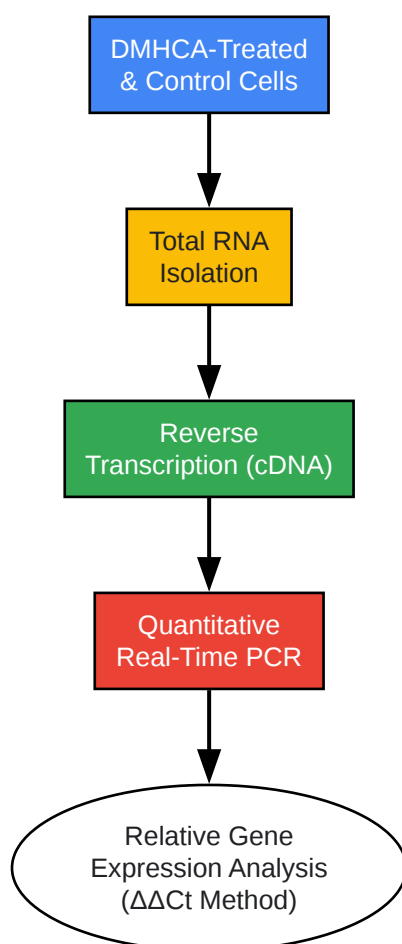 DMHCA-Treated
& Control Cells
Total RNA
Isolation
Reverse
Transcription (cDNA)
Quantitative
Real-Time PCR
Relative Gene
Expression Analysis
(ΔΔCt Method)